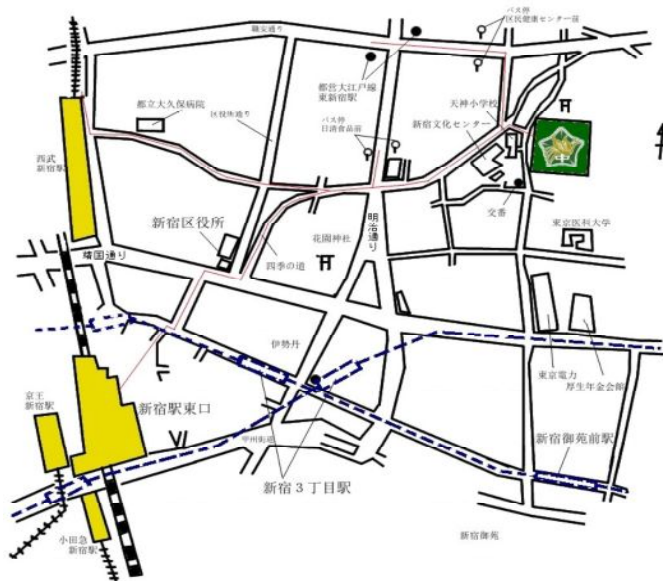 職安通り
バス停
区民健康センター前
都営大江戸線
東新宿駅
天神小学校
都立大久保病院
区役所通り
バス停
日清食品前
新宿文化センター
中
西武
新宿駅
交番
新宿区役所
花園神社
明治通り
東京医科大学
靖国通り
四季の道
伊勢丹
東京電力
厚生年金会館
京王
新宿駅
新宿駅東口
甲州街道
新宿御苑前駅
新宿3丁目駅
小田急
新宿駅
新宿御苑